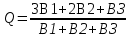 Q = (3B1+2B2+B3)/(B1+B2+B3)